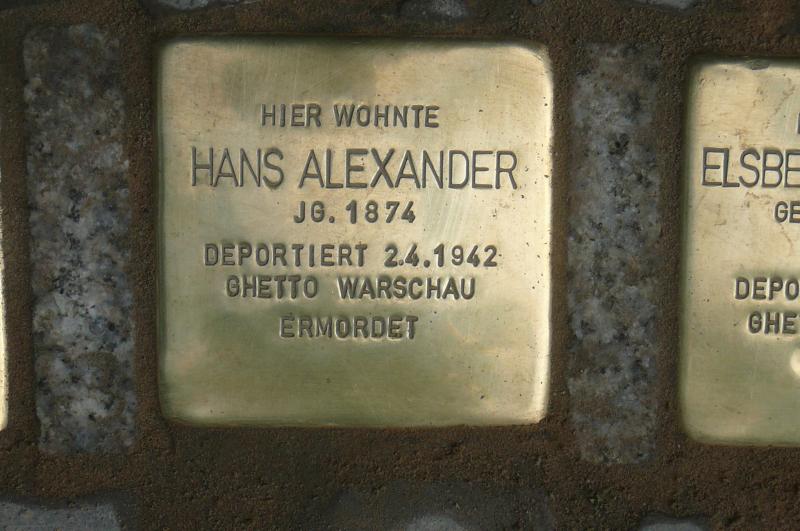 HIER WOHNTE
HANS ALEXANDER
JG. 1874
DEPORTIERT 2.4.1942
GHETTO WARSCHAU
ERMORDET